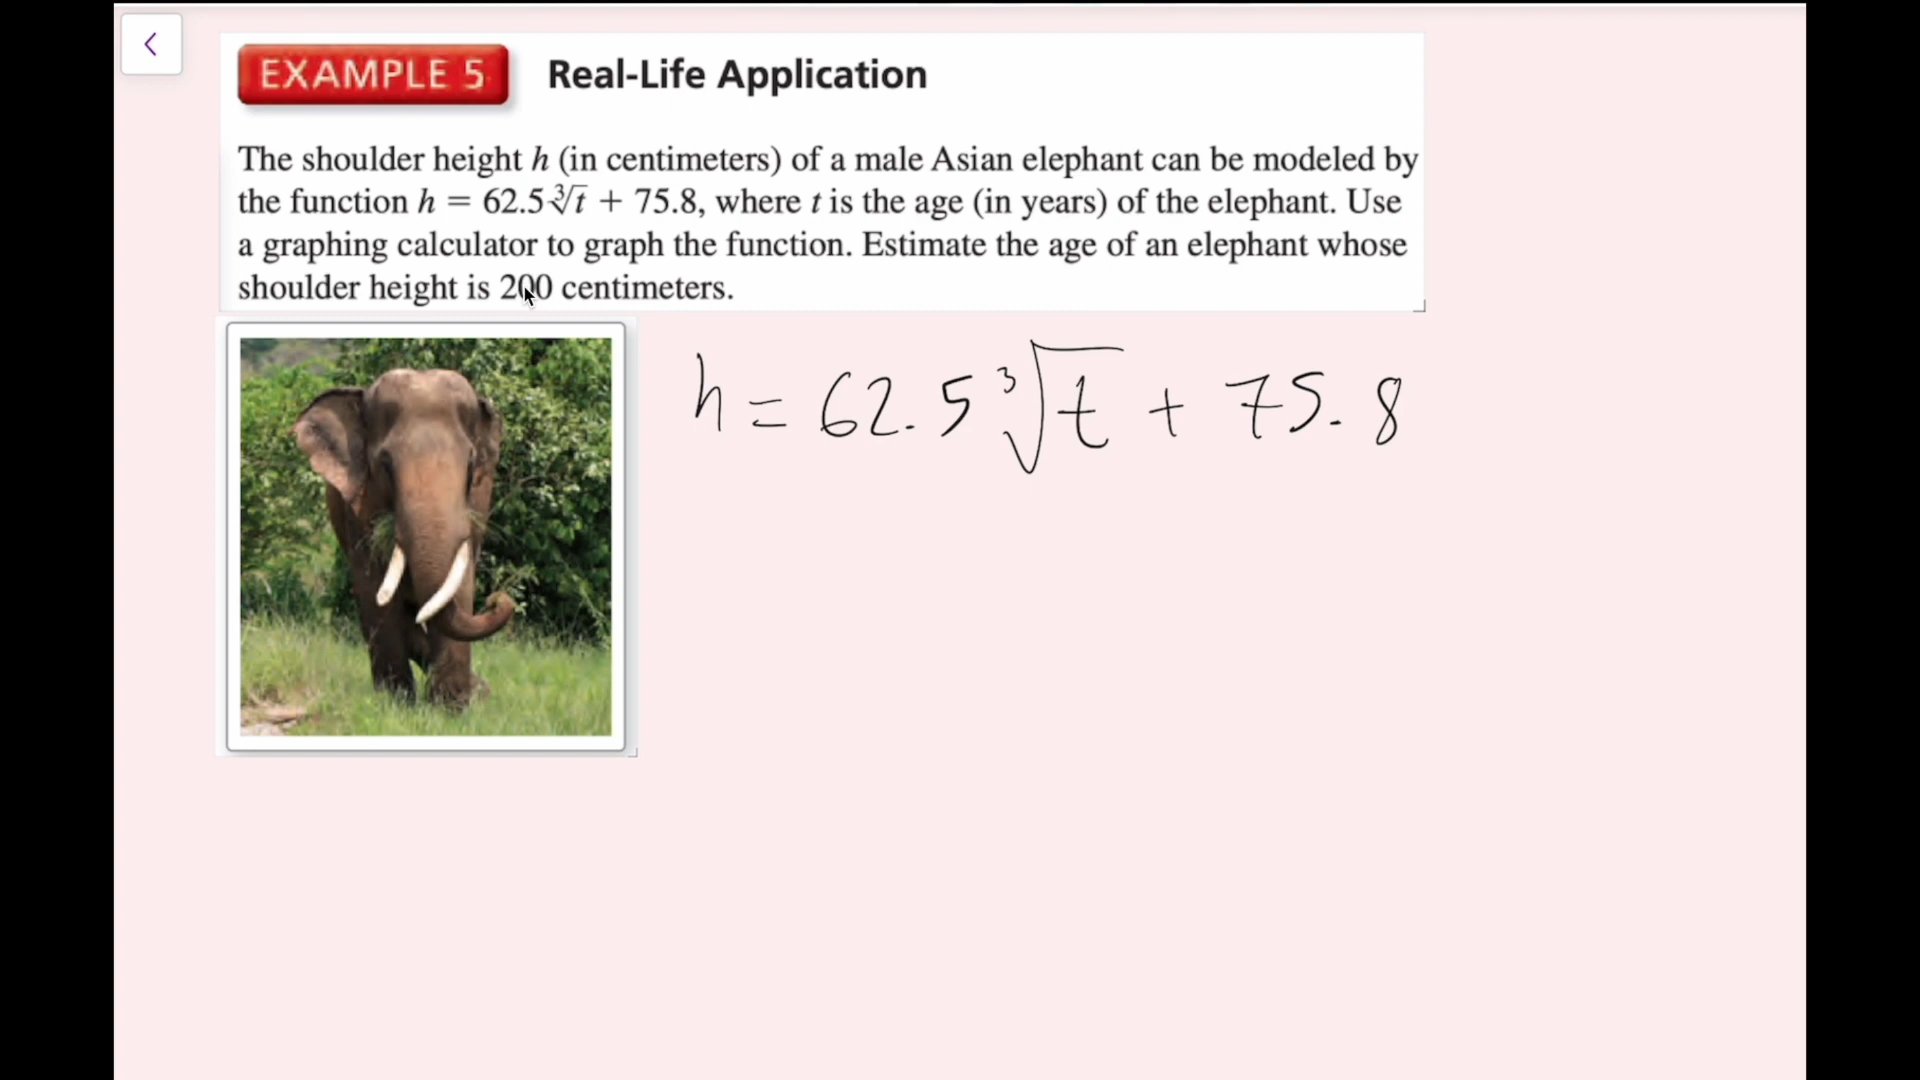 EXAMPLE 5 Real-Life Application
The shoulder height h (in centimeters) of a male Asian elephant can be modeled by
the function h = 62.5∛t + 75.8, where t is the age (in years) of the elephant. Use
a graphing calculator to graph the function. Estimate the age of an elephant whose
shoulder height is 200 centimeters.
h = 62.5 ∛t + 75.8